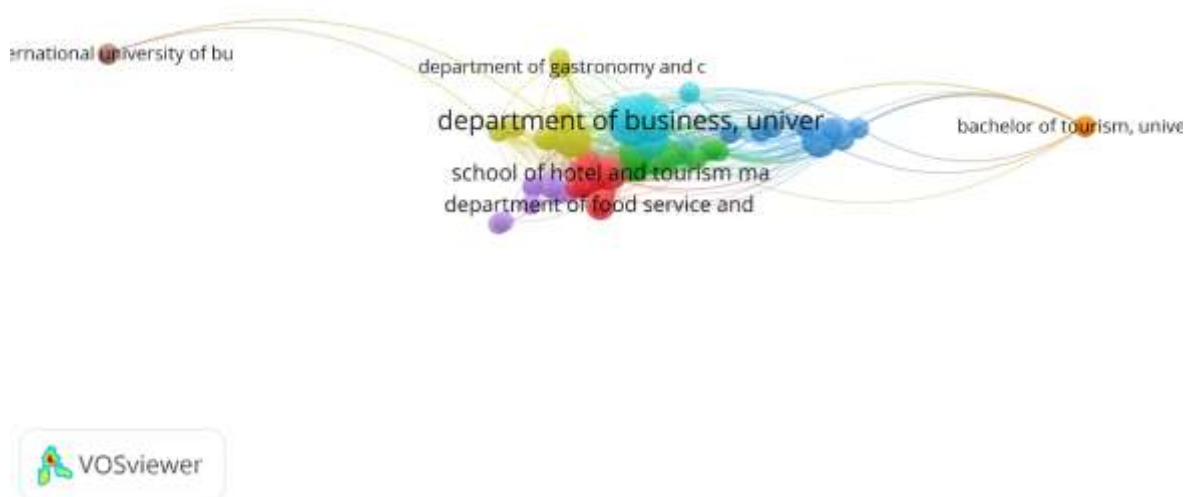 ernational university of bu
department of gastronomy and c
department of business, univer
bachelor of tourism, unive
school of hotel and tourism ma
department of food service and
VOSviewer